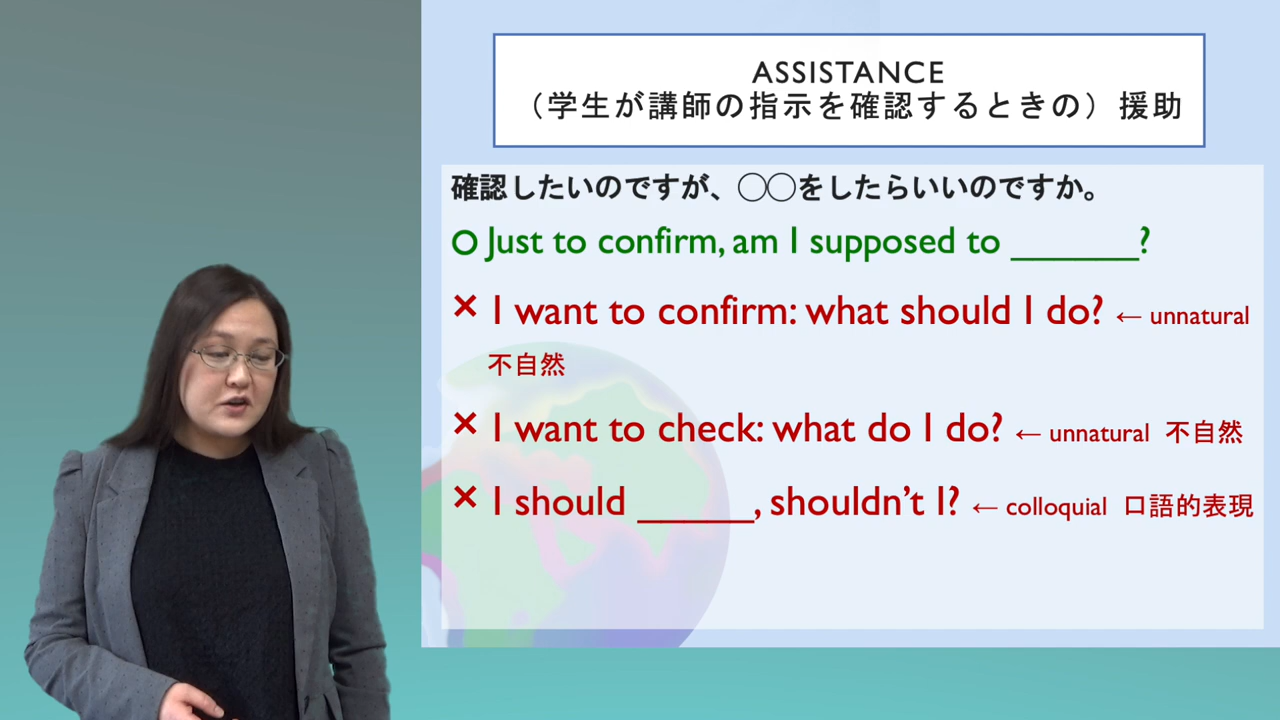 ASSISTANCE
（学生が講師の指示を確認するときの）援助
確認したいのですが、〇〇をしたらいいのですか。
O Just to confirm, am I supposed to _______?
× I want to confirm: what should I do? ← unnatural
不自然
× I want to check: what do I do? ← unnatural 不自然
× I should ______, shouldn’t I? ← colloquial 口語的表現